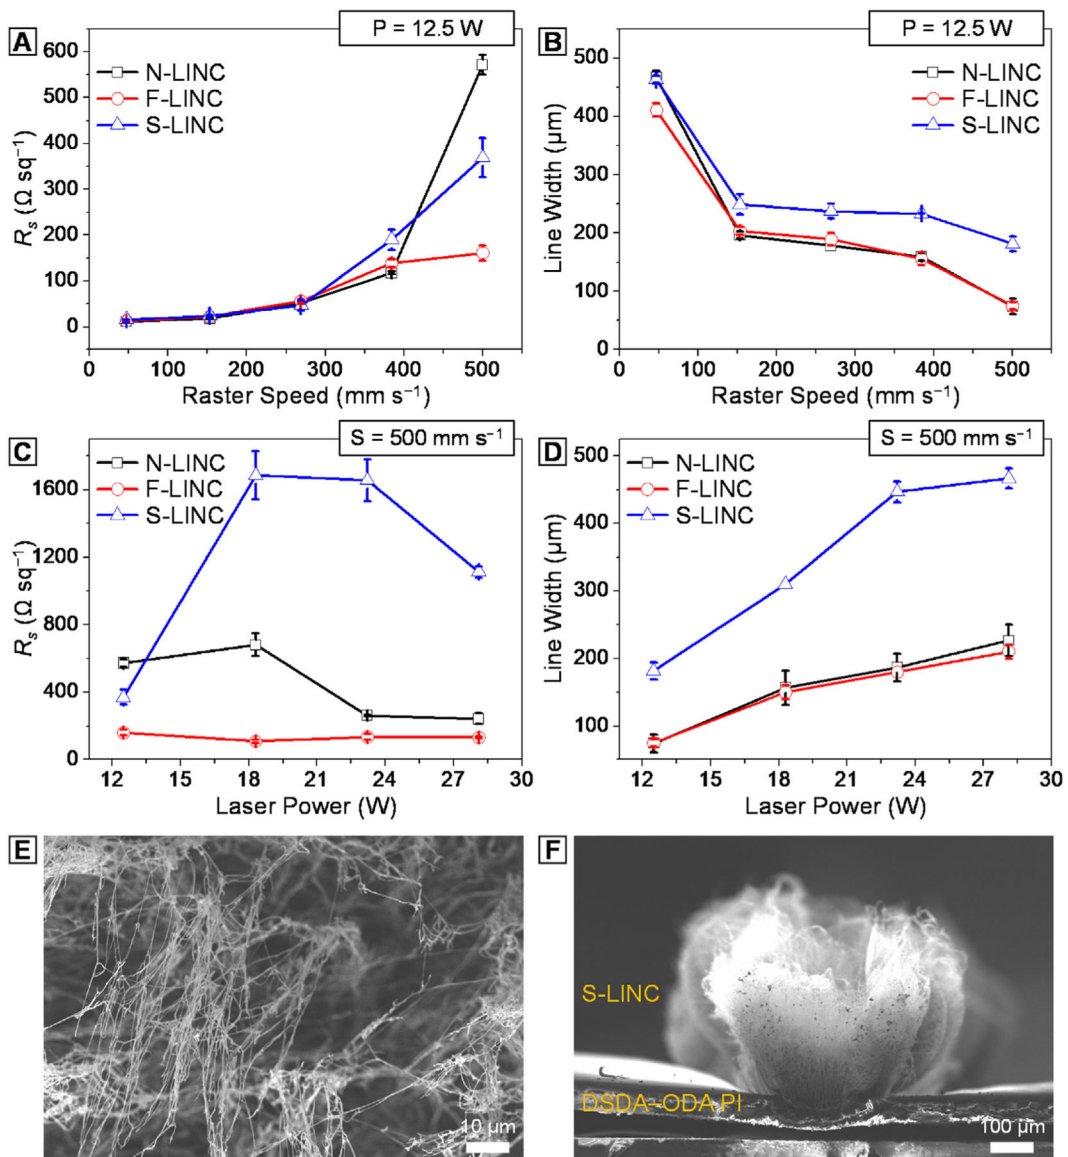 A
P = 12.5 W
N-LINC
F-LINC
S-LINC
600
500
400
300
200
100
0
Rs (Ω sq−1)
0 100 200 300 400 500
Raster Speed (mm s−1)
B
P = 12.5 W
N-LINC
F-LINC
S-LINC
500
400
300
200
100
0
Line Width (µm)
0 100 200 300 400 500
Raster Speed (mm s−1)
C
S = 500 mm s−1
N-LINC
F-LINC
S-LINC
1600
1200
800
400
0
Rs (Ω sq−1)
12 15 18 21 24 27 30
Laser Power (W)
D
S = 500 mm s−1
N-LINC
F-LINC
S-LINC
500
400
300
200
100
Line Width (µm)
12 15 18 21 24 27 30
Laser Power (W)
E
10 µm
F
S-LINC
DSDA–ODA PI
100 µm